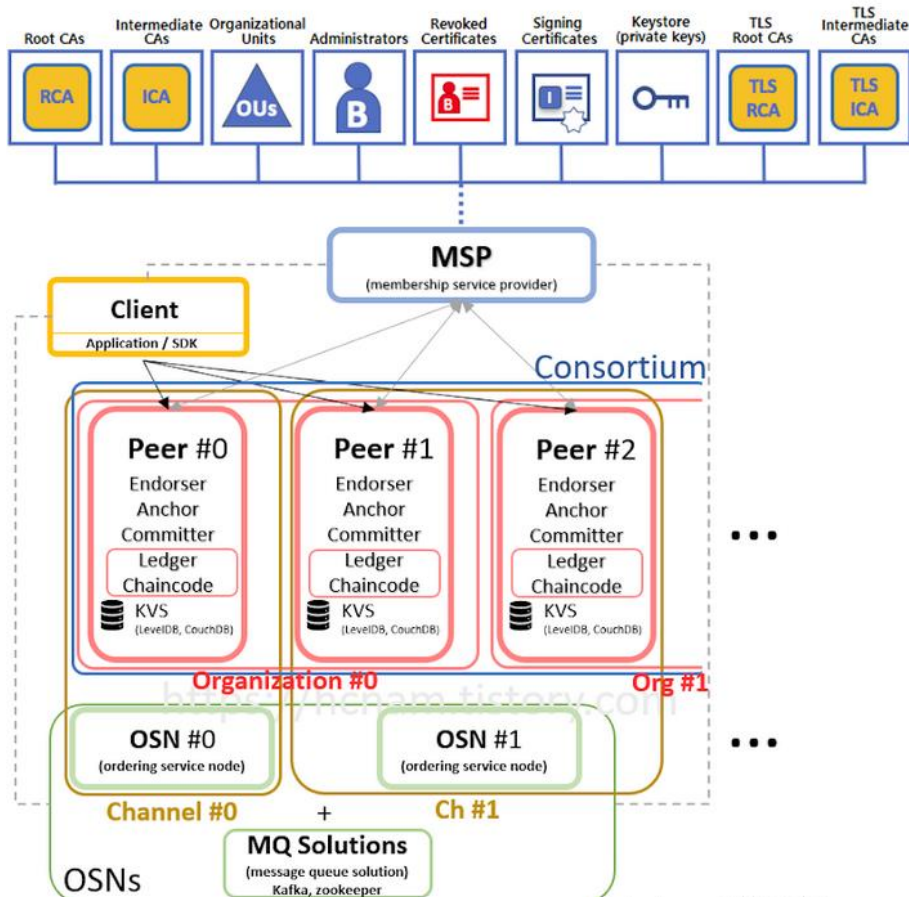 Root CAs
Intermediate
CAs
Organizational
Units
Administrators
Revoked
Certificates
Signing
Certificates
Keystore
(private keys)
TLS
Root CAs
TLS
Intermediate
CAs
RCA
ICA
OUs
B
B
I
TLS
RCA
TLS
ICA
MSP
(membership service provider)
Client
Application / SDK
Consortium
Peer #0
Endorser
Anchor
Committer
Ledger
Chaincode
KVS
(LevelDB, CouchDB)
Peer #1
Endorser
Anchor
Committer
Ledger
Chaincode
KVS
(LevelDB, CouchDB)
Peer #2
Endorser
Anchor
Committer
Ledger
Chaincode
KVS
(LevelDB, CouchDB)
...
Organization #0
Org #1
https://hcnam.tistory.com
OSN #0
(ordering service node)
OSN #1
(ordering service node)
...
Channel #0
+
Ch #1
MQ Solutions
(message queue solution)
Kafka, zookeeper
OSNs